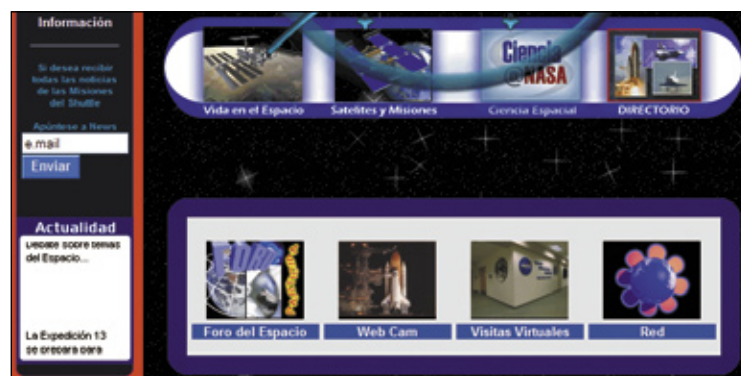 Información
Si desea recibir
todas las noticias
de las Misiones
del Shuttle
Apúntese a News
e.mail
Enviar
Actualidad
Debate sobre temas
del Espacio...
La Expedición 13
se prepara para
Vida en el Espacio
Satelites y Misiones
Ciencia
@NASA
Ciencia Espacial
DIRECTORIO
FORO
Foro del Espacio
Web Cam
Visitas Virtuales
Red